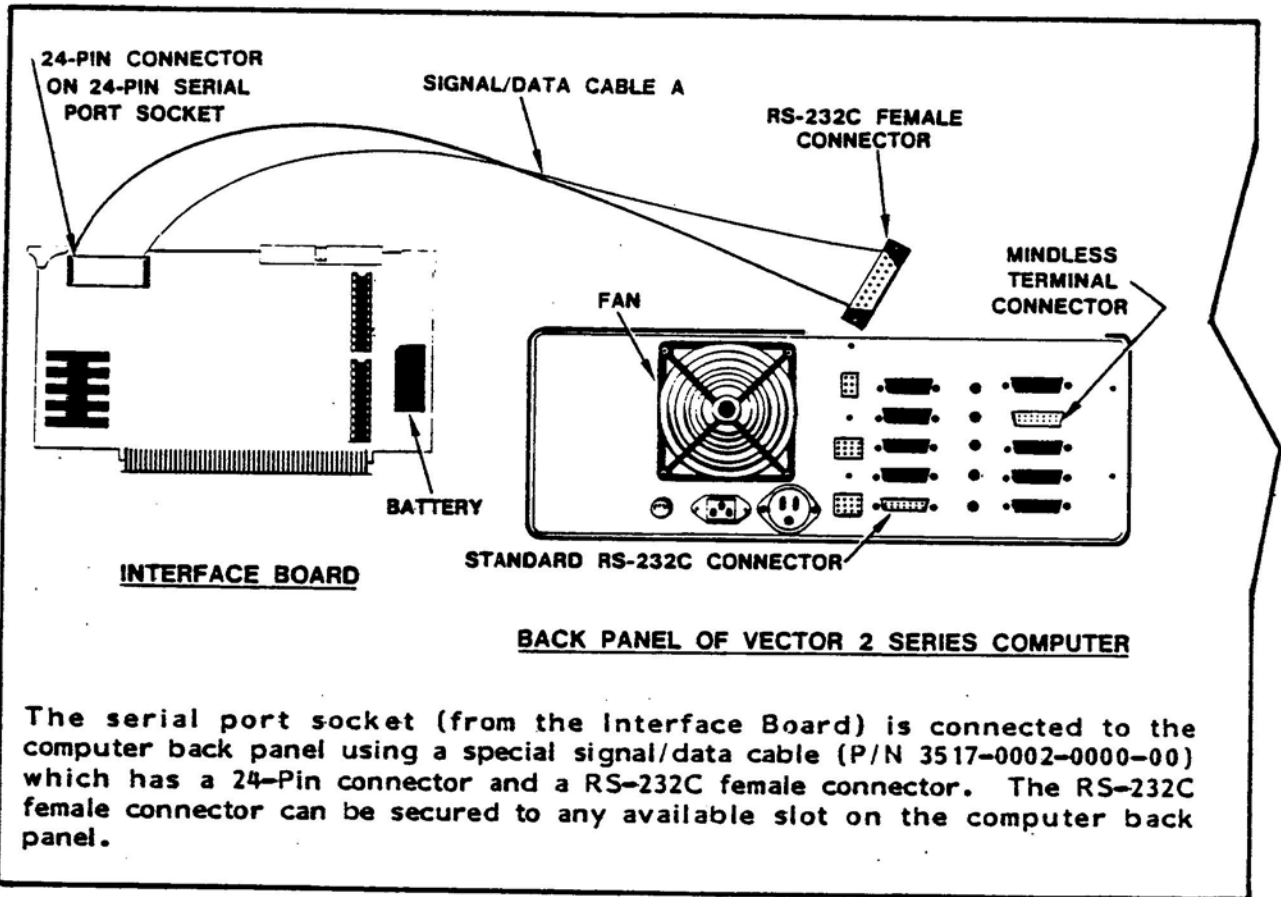 24-PIN CONNECTOR
ON 24-PIN SERIAL
PORT SOCKET
SIGNAL/DATA CABLE A
RS-232C FEMALE
CONNECTOR
MINDLESS
TERMINAL
CONNECTOR
FAN
BATTERY
STANDARD RS-232C CONNECTOR
INTERFACE BOARD
BACK PANEL OF VECTOR 2 SERIES COMPUTER
The serial port socket (from the Interface Board) is connected to the
computer back panel using a special signal/data cable (P/N 3517-0002-0000-00)
which has a 24-Pin connector and a RS-232C female connector. The RS-232C
female connector can be secured to any available slot on the computer back
panel.